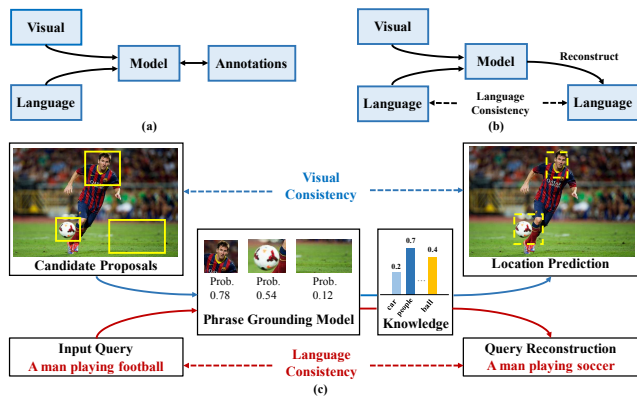 Visual
Model
Annotations
Language
(a)
Visual
Model
Reconstruct
Language
Language
Consistency
Language
(b)
Visual
Consistency
Candidate Proposals
Location Prediction
Prob.
0.78
Prob.
0.54
Prob.
0.12
Phrase Grounding Model
0.2
0.7
...
0.4
car
people
ball
Knowledge
Input Query
A man playing football
Language
Consistency
Query Reconstruction
A man playing soccer
(c)